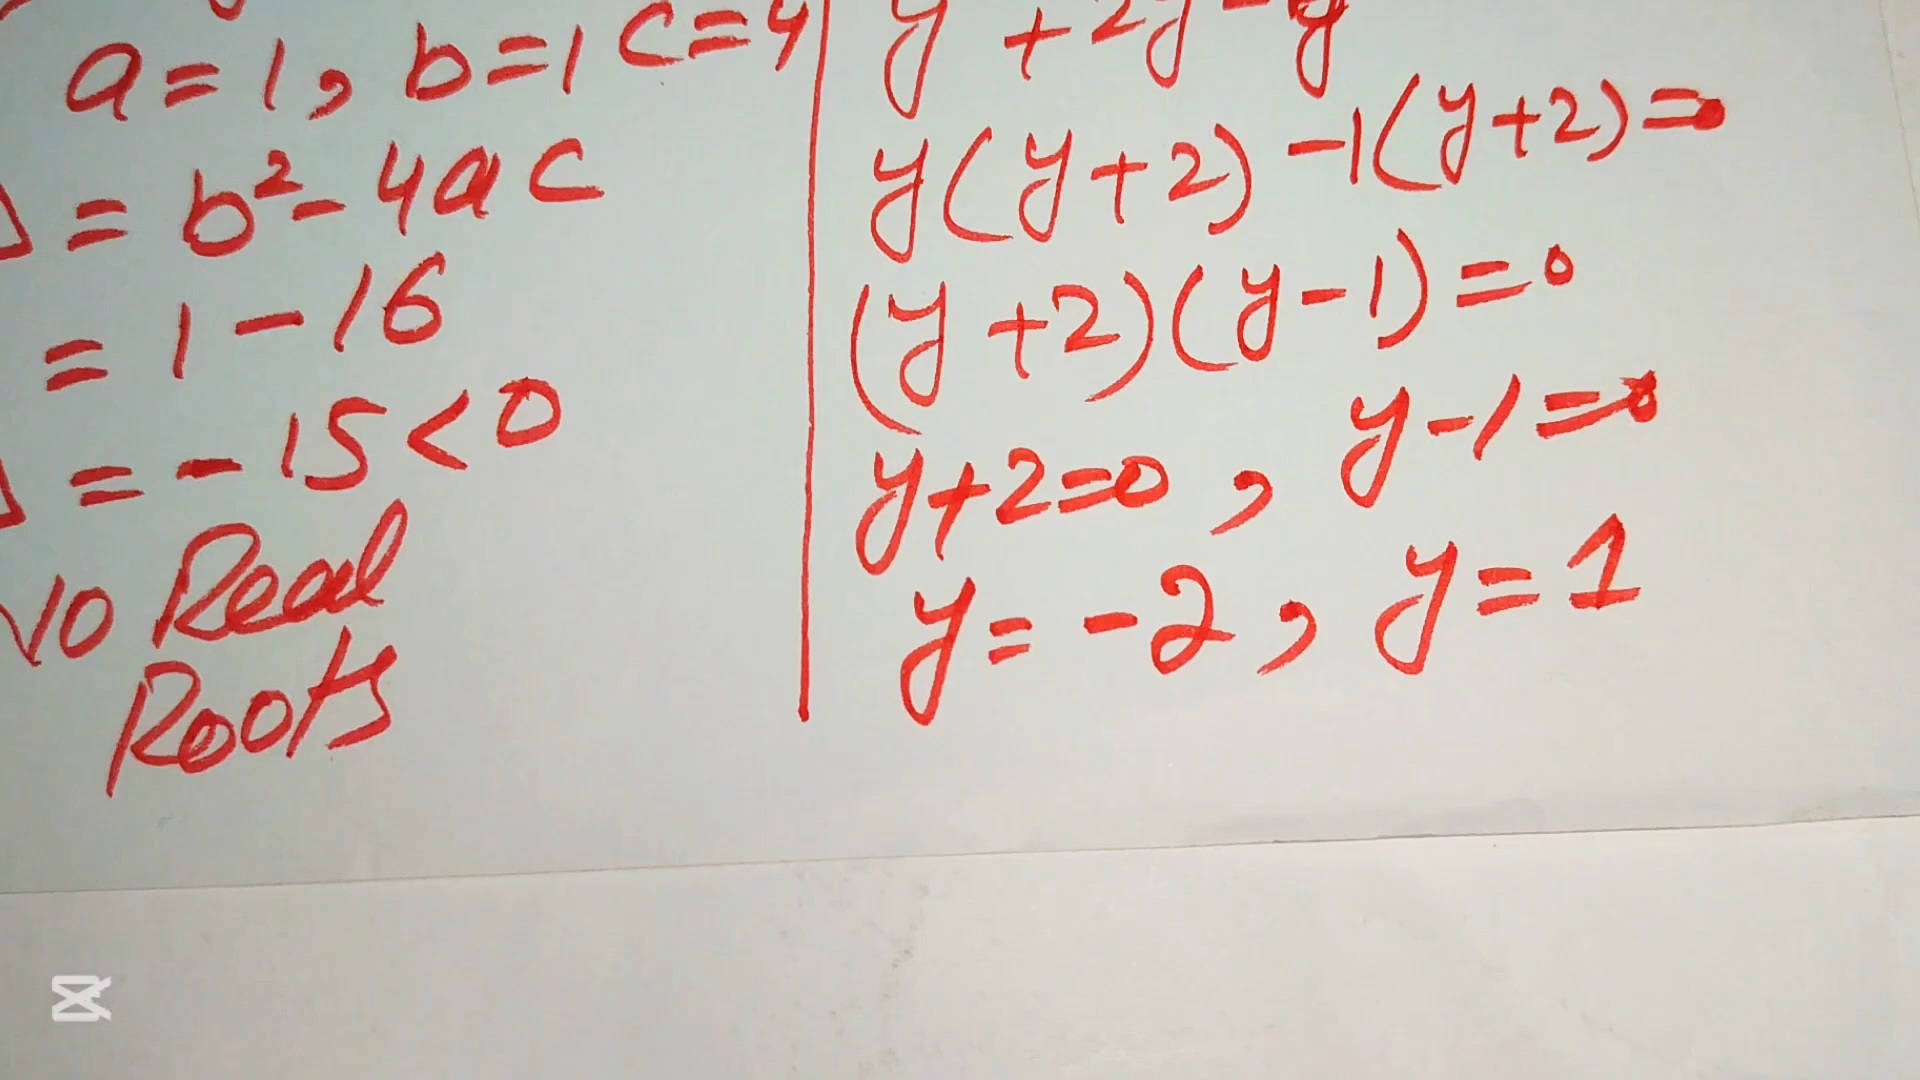 a = 1, b = 1 c = 4
= b² - 4ac
= 1 - 16
= - 15 < 0
No Real
Roots
y + 2y - y
y(y+2) -1(y+2)=0
(y+2)(y-1)=0
y+2=0, y-1=0
y= -2, y= 1